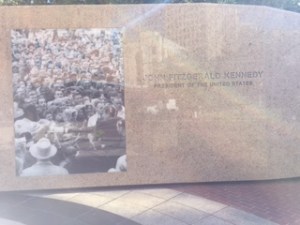 JOHN FITZGERALD KENNEDY
PRESIDENT OF THE UNITED STATES